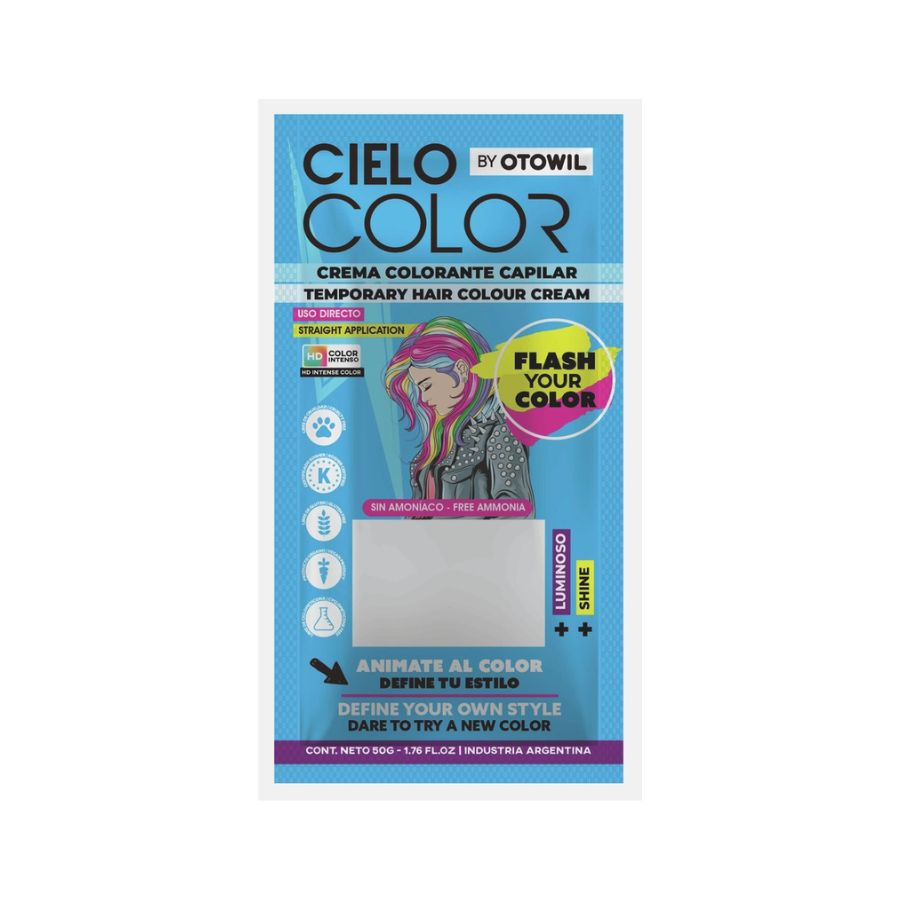 CIELO BY OTOWIL
COLOR
CREMA COLORANTE CAPILAR
TEMPORARY HAIR COLOUR CREAM
USO DIRECTO
STRAIGHT APPLICATION
HD COLOR INTENSO
HD INTENSE COLOR
FLASH
YOUR
COLOR
K
SIN AMONÍACO - FREE AMMONIA
LUMINOSO
SHINE
++
ANIMATE AL COLOR
DEFINE TU ESTILO
DEFINE YOUR OWN STYLE
DARE TO TRY A NEW COLOR
CONT. NETO 50G - 1.76 FL.OZ | INDUSTRIA ARGENTINA